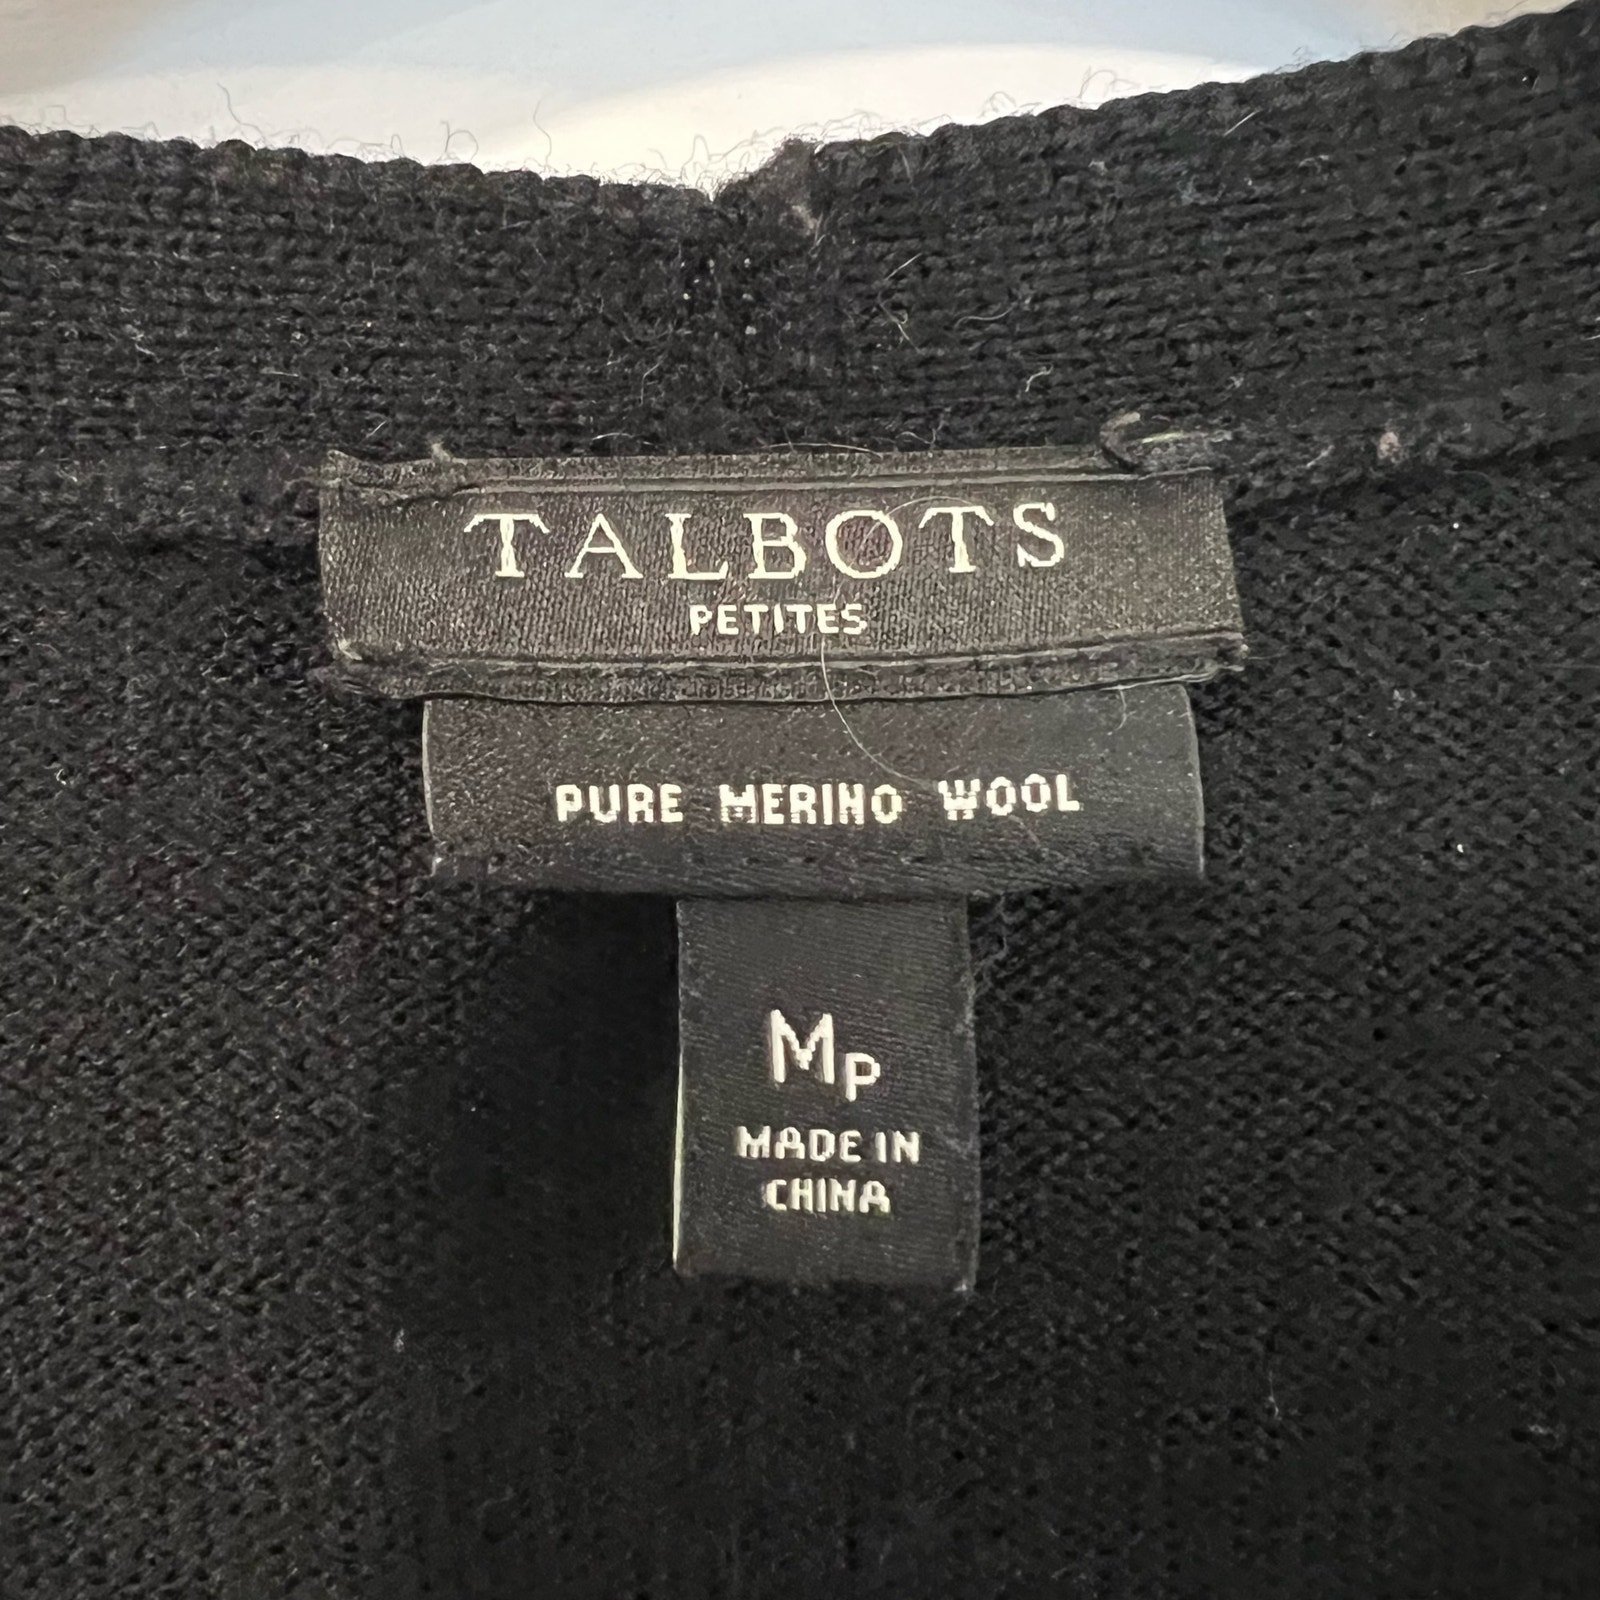 TALBOTS
PETITES
PURE MERINO WOOL
MP
MADE IN
CHINA